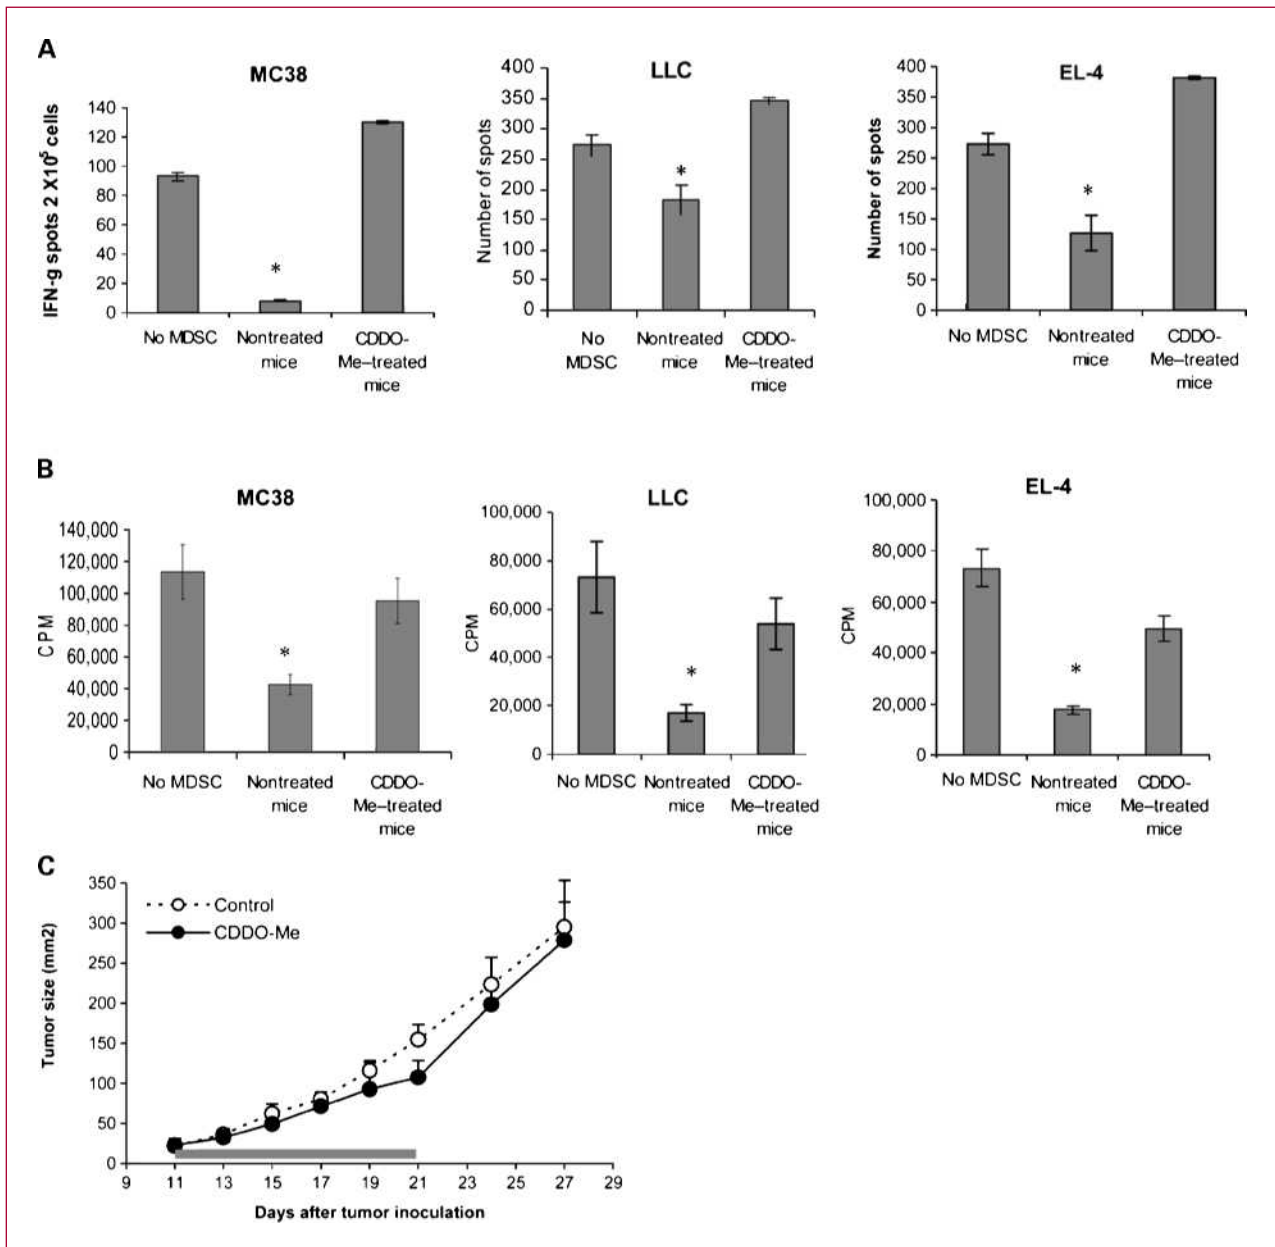 A
MC38
IFN-g spots 2 X10⁵ cells
140
120
100
80
60
40
20
0
*
No MDSC
Nontreated
mice
CDDO-
Me–treated
mice
LLC
Number of spots
400
350
300
250
200
150
100
50
0
*
No
MDSC
Nontreated
mice
CDDO-
Me–treated
mice
EL-4
Number of spots
400
350
300
250
200
150
100
50
0
*
No MDSC
Nontreated
mice
CDDO-
Me–treated
mice
B
MC38
CPM
140,000
120,000
100,000
80,000
60,000
40,000
20,000
0
*
No MDSC
Nontreated
mice
CDDO-
Me–treated
mice
LLC
CPM
100,000
80,000
60,000
40,000
20,000
0
*
No MDSC
Nontreated
mice
CDDO-
Me–treated
mice
EL-4
CPM
100,000
80,000
60,000
40,000
20,000
0
*
No MDSC
Nontreated
mice
CDDO-
Me–treated
mice
C
Tumor size (mm2)
350
300
250
200
150
100
50
0
Control
CDDO-Me
9 11 13 15 17 19 21 23 25 27 29
Days after tumor inoculation